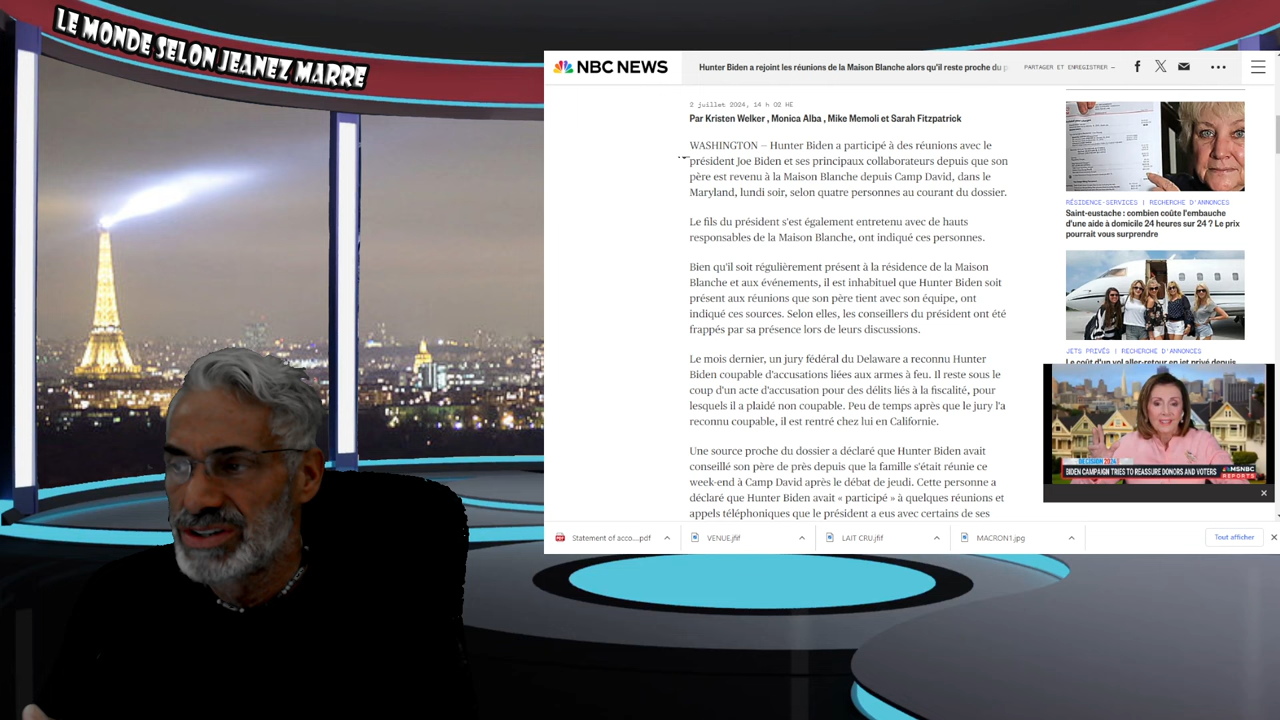 LE MONDE SELON JEANEZ MARRE
NBC NEWS
Hunter Biden a rejoint les réunions de la Maison Blanche alors qu'il reste proche du p
PARTAGER ET ENREGISTRER —
2 juillet 2024, 14 h 02 HE
Par Kristen Welker , Monica Alba , Mike Memoli et Sarah Fitzpatrick
WASHINGTON — Hunter Biden a participé à des réunions avec le
président Joe Biden et ses principaux collaborateurs depuis que son
père est revenu à la Maison Blanche depuis Camp David, dans le
Maryland, lundi soir, selon quatre personnes au courant du dossier.
Le fils du président s'est également entretenu avec de hauts
responsables de la Maison Blanche, ont indiqué ces personnes.
Bien qu'il soit régulièrement présent à la résidence de la Maison
Blanche et aux événements, il est inhabituel que Hunter Biden soit
présent aux réunions que son père tient avec son équipe, ont
indiqué ces sources. Selon elles, les conseillers du président ont été
frappés par sa présence lors de leurs discussions.
Le mois dernier, un jury fédéral du Delaware a reconnu Hunter
Biden coupable d'accusations liées aux armes à feu. Il reste sous le
coup d'un acte d'accusation pour des délits liés à la fiscalité, pour
lesquels il a plaidé non coupable. Peu de temps après que le jury l'a
reconnu coupable, il est rentré chez lui en Californie.
Une source proche du dossier a déclaré que Hunter Biden avait
conseillé son père de près depuis que la famille s'était réunie ce
week-end à Camp David après le débat de jeudi. Cette personne a
déclaré que Hunter Biden avait « participé » à quelques réunions et
appels téléphoniques que le président a eus avec certains de ses
RÉSIDENCE-SERVICES | RECHERCHE D'ANNONCES
Saint-eustache : combien coûte l'embauche
d'une aide à domicile 24 heures sur 24 ? Le prix
pourrait vous surprendre
JETS PRIVÉS | RECHERCHE D'ANNONCES
Le coût d'un vol aller-retour en jet privé depuis
DECISION 2024
BIDEN CAMPAIGN TRIES TO REASSURE DONORS AND VOTERS
MSNBC
REPORTS
Statement of acco....pdf
VENUE.jfif
LAIT CRU.jfif
MACRON1.jpg
Tout afficher